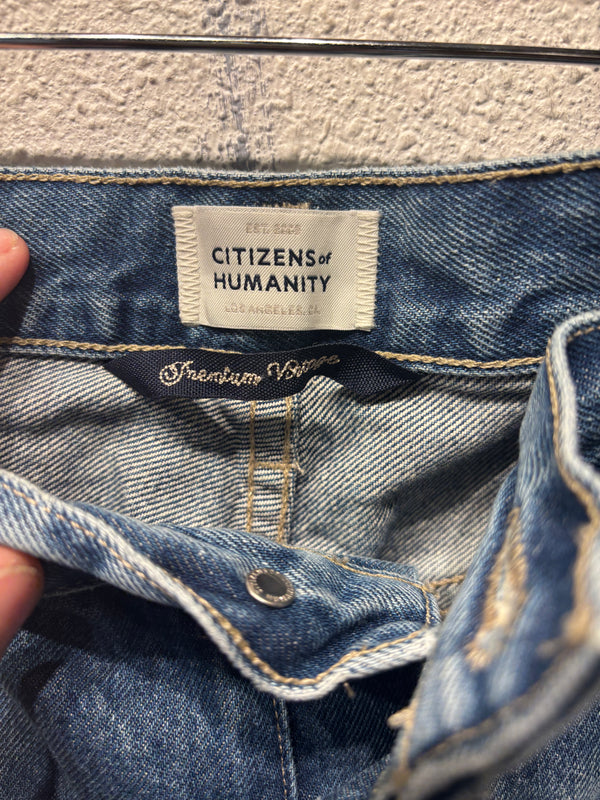 EST. 2003
CITIZENS of
HUMANITY
LOS ANGELES, CA
Premium Vintage